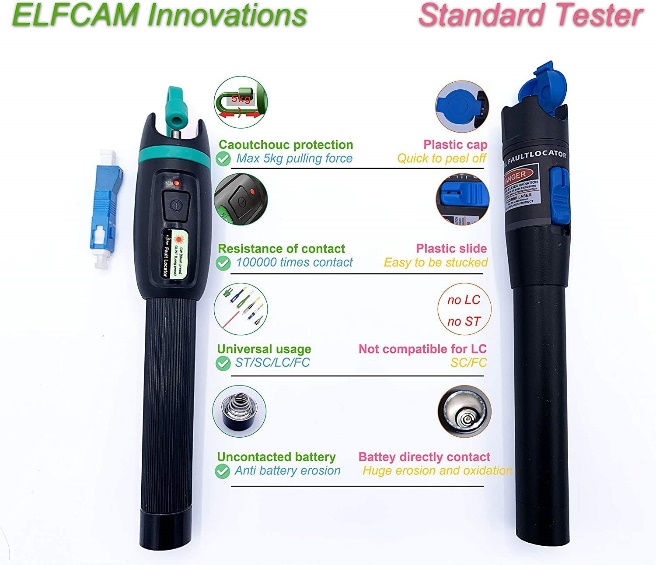 ELFCAM Innovations
Standard Tester
5kg
Caoutchouc protection
Max 5kg pulling force
Plastic cap
Quick to peel off
FAULTLOCATOR
DANGER
Resistance of contact
100000 times contact
Plastic slide
Easy to be stucked
Fault Locator
no LC
no ST
Universal usage
ST/SC/LC/FC
Not compatible for LC
SC/FC
Uncontacted battery
Anti battery erosion
Battey directly contact
Huge erosion and oxidation